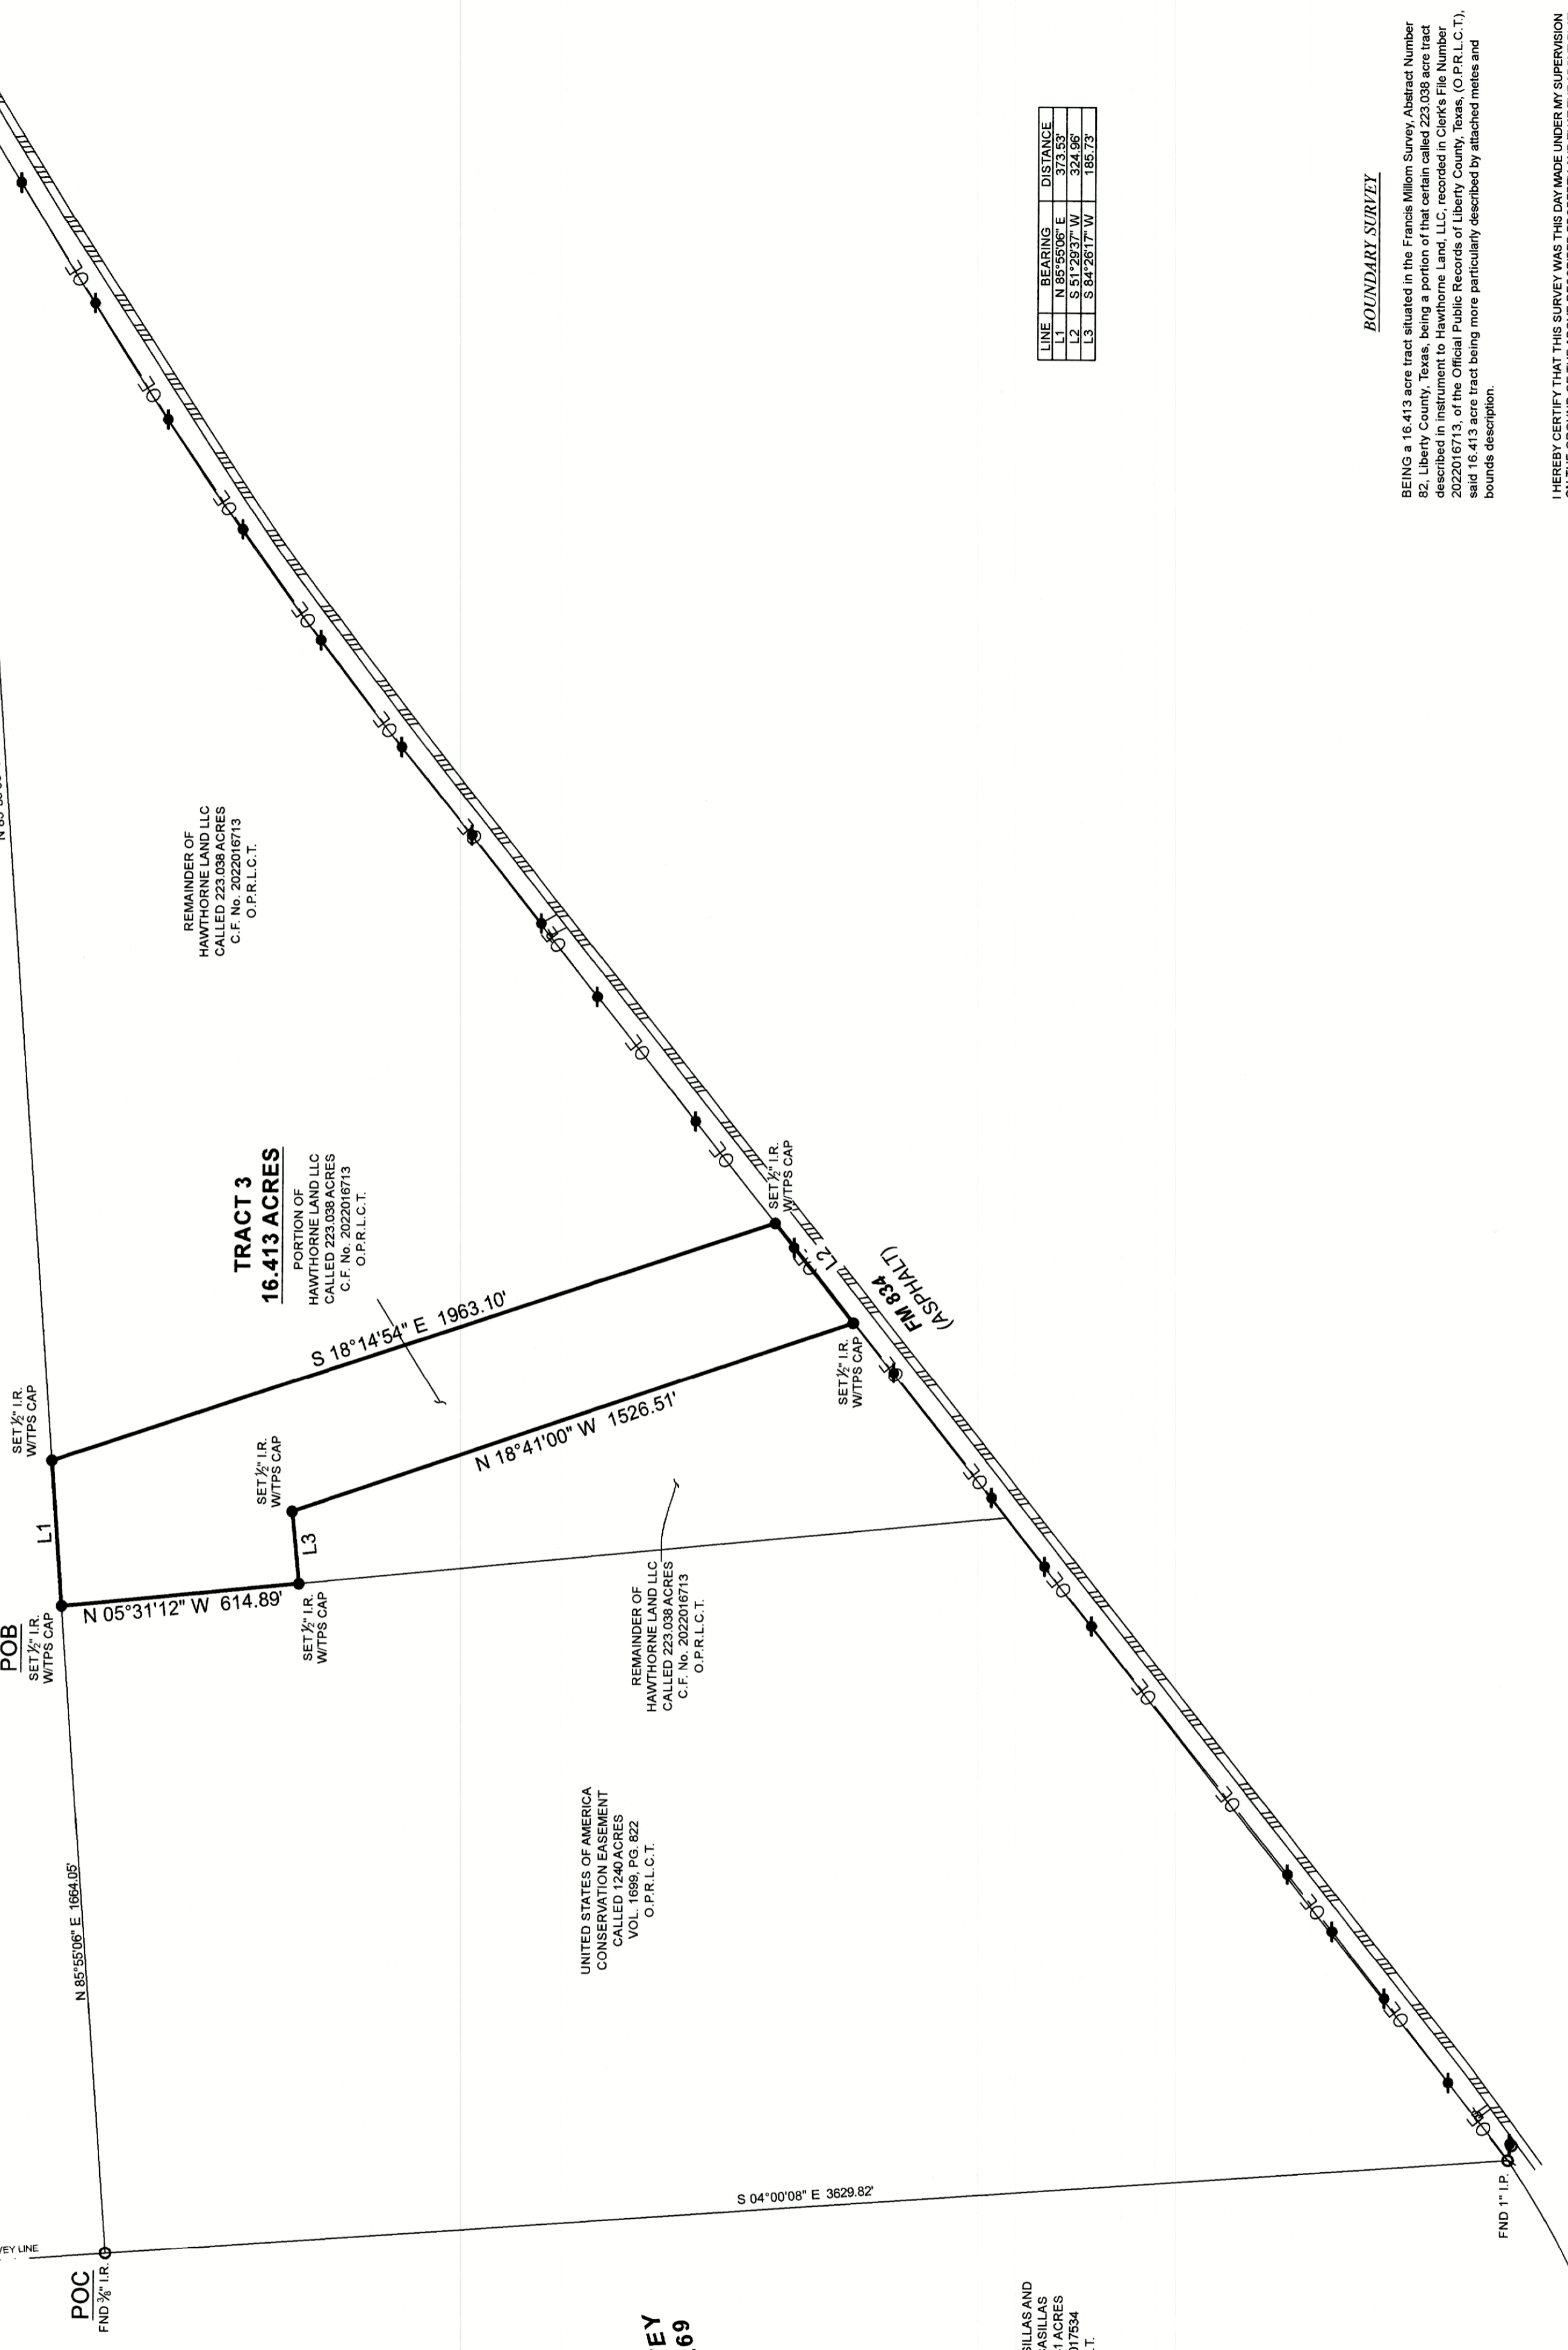 POB
SET ½" I.R.
W/TPS CAP
SET ½" I.R.
W/TPS CAP
L1
N 05°31'12" W 614.89'
SET ½" I.R.
W/TPS CAP
L3
SET ½" I.R.
W/TPS CAP
TRACT 3
16.413 ACRES
PORTION OF
HAWTHORNE LAND LLC
CALLED 223.038 ACRES
C.F. No. 2022016713
O.P.R.L.C.T.
S 18°14'54" E 1963.10'
N 18°41'00" W 1526.51'
REMAINDER OF
HAWTHORNE LAND LLC
CALLED 223.038 ACRES
C.F. No. 2022016713
O.P.R.L.C.T.
SET ½" I.R.
W/TPS CAP
L2
SET ½" I.R.
W/TPS CAP
FM 834
(ASPHALT)
REMAINDER OF
HAWTHORNE LAND LLC
CALLED 223.038 ACRES
C.F. No. 2022016713
O.P.R.L.C.T.
UNITED STATES OF AMERICA
CONSERVATION EASEMENT
CALLED 1240 ACRES
VOL. 1699, PG. 822
O.P.R.L.C.T.
N 85°55'06" E 1664.05'
S 04°00'08" E 3629.82'
LINE
POC
FND ⅜" I.R.
FND 1" I.P.
69
AND
ACRES
LINE BEARING DISTANCE
L1 N 85°55'06" E 373.53'
L2 S 51°29'37" W 324.96'
L3 S 84°26'17" W 185.73'
BOUNDARY SURVEY
BEING a 16.413 acre tract situated in the Francis Millom Survey, Abstract Number
82, Liberty County, Texas, being a portion of that certain called 223.038 acre tract
described in instrument to Hawthorne Land, LLC, recorded in Clerk's File Number
2022016713, of the Official Public Records of Liberty County, Texas, (O.P.R.L.C.T.),
said 16.413 acre tract being more particularly described by attached metes and
bounds description.
I HEREBY CERTIFY THAT THIS SURVEY WAS THIS DAY MADE UNDER MY SUPERVISION